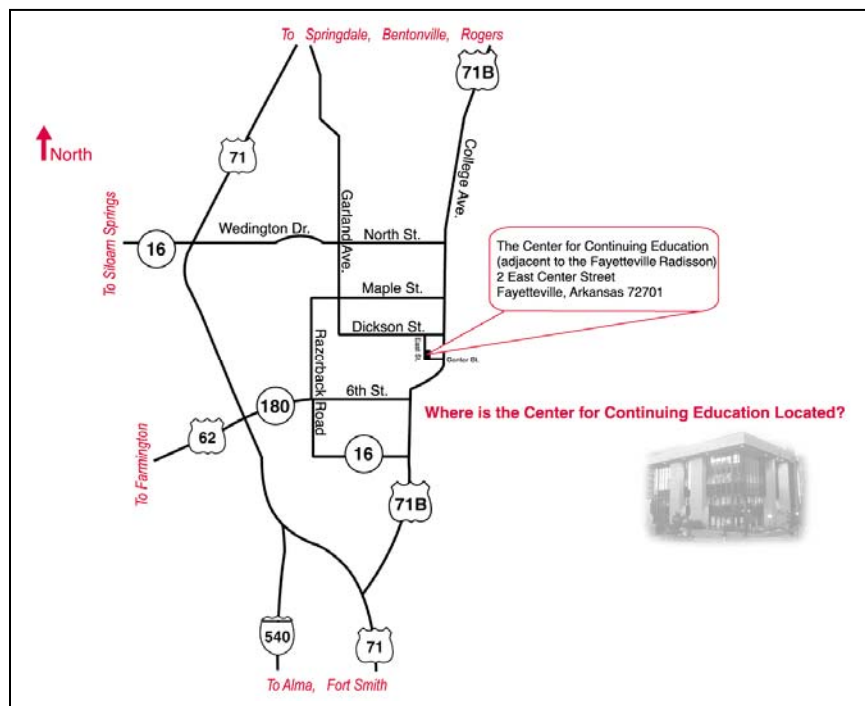 To Springdale, Bentonville, Rogers
71B
71
North
College Ave.
Garland Ave.
To Siloam Springs
16
Wedington Dr.
North St.
The Center for Continuing Education
(adjacent to the Fayetteville Radisson)
2 East Center Street
Fayetteville, Arkansas 72701
Maple St.
Dickson St.
East St.
Center St.
Razorback Road
6th St.
180
62
To Farmington
Where is the Center for Continuing Education Located?
16
71B
540
71
To Alma, Fort Smith